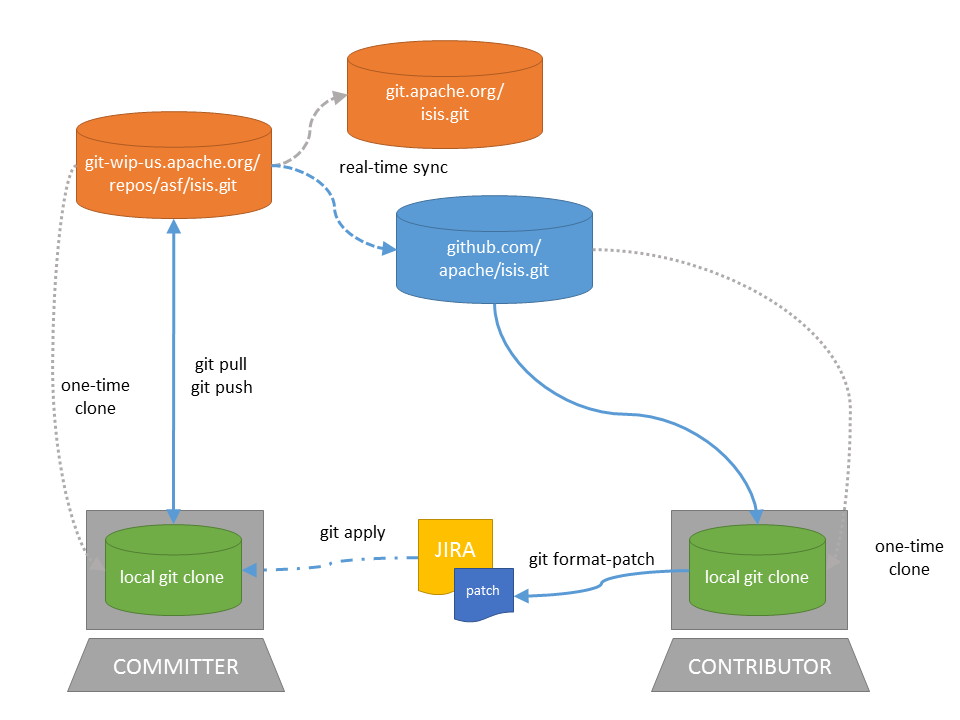 git.apache.org/
isis.git
git-wip-us.apache.org/
repos/asf/isis.git
real-time sync
github.com/
apache/isis.git
git pull
git push
one-time
clone
git apply
JIRA
patch
git format-patch
one-time
clone
local git clone
local git clone
COMMITTER
CONTRIBUTOR